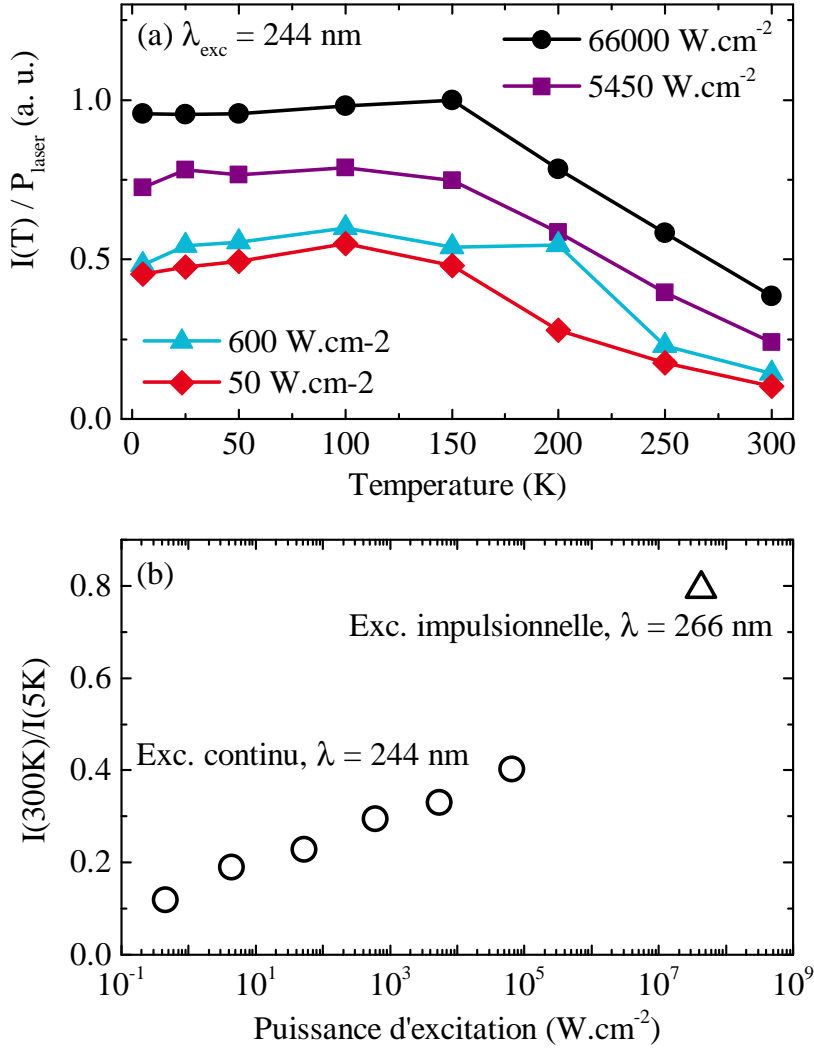 (a) λexc = 244 nm
66000 W.cm-2
5450 W.cm-2
600 W.cm-2
50 W.cm-2
I(T) / Plaser (a. u.)
1.0
0.5
0.0
0 50 100 150 200 250 300
Temperature (K)
(b)
Exc. impulsionnelle, λ = 266 nm
Exc. continu, λ = 244 nm
I(300K)/I(5K)
0.8
0.6
0.4
0.2
0.0
10-1 101 103 105 107 109
Puissance d'excitation (W.cm-2)